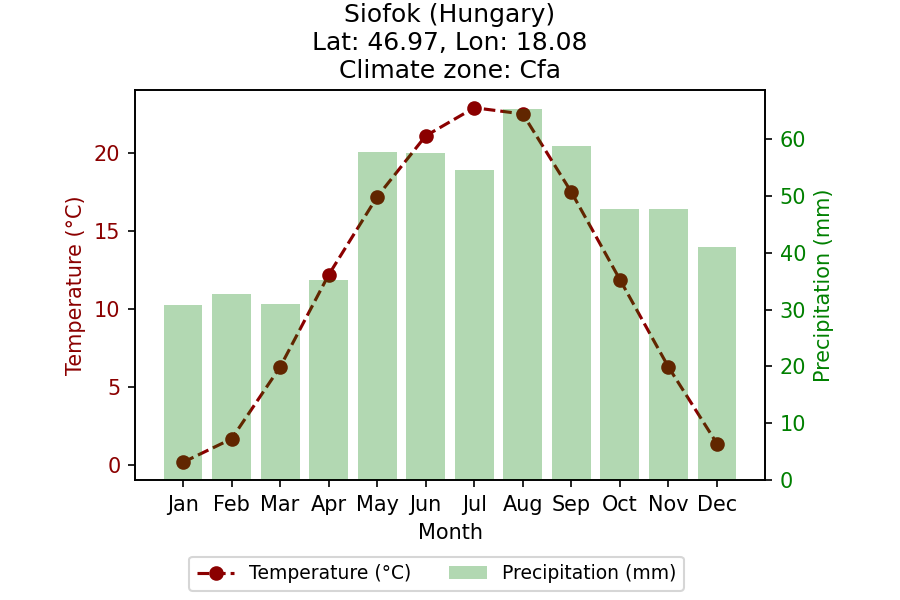 Siofok (Hungary)
Lat: 46.97, Lon: 18.08
Climate zone: Cfa
Temperature (°C)
20
15
10
5
0
60
50
40
30
20
10
0
Precipitation (mm)
Jan Feb Mar Apr May Jun Jul Aug Sep Oct Nov Dec
Month
Temperature (°C) Precipitation (mm)